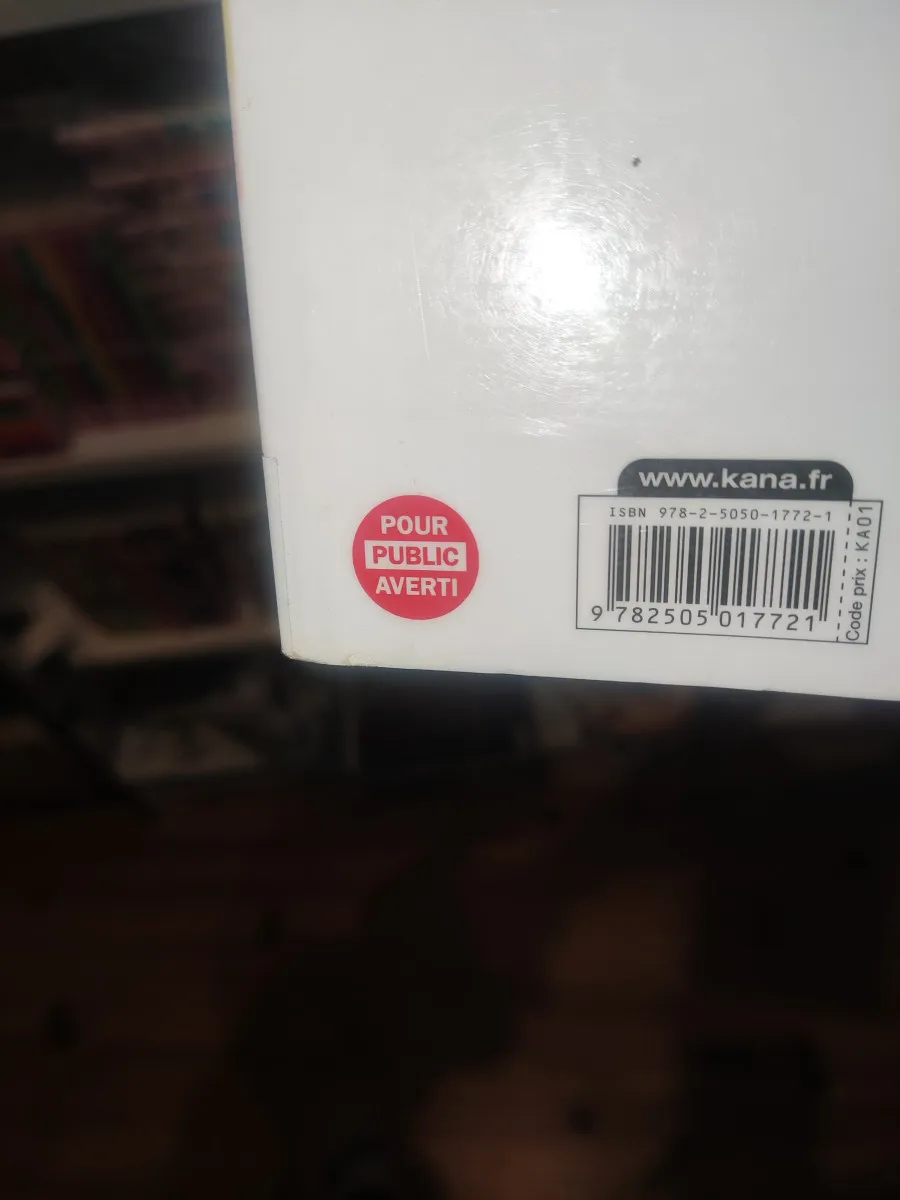 www.kana.fr
ISBN 978-2-5050-1772-1
9 782505 017721
Code prix : KA01
POUR
PUBLIC
AVERTI